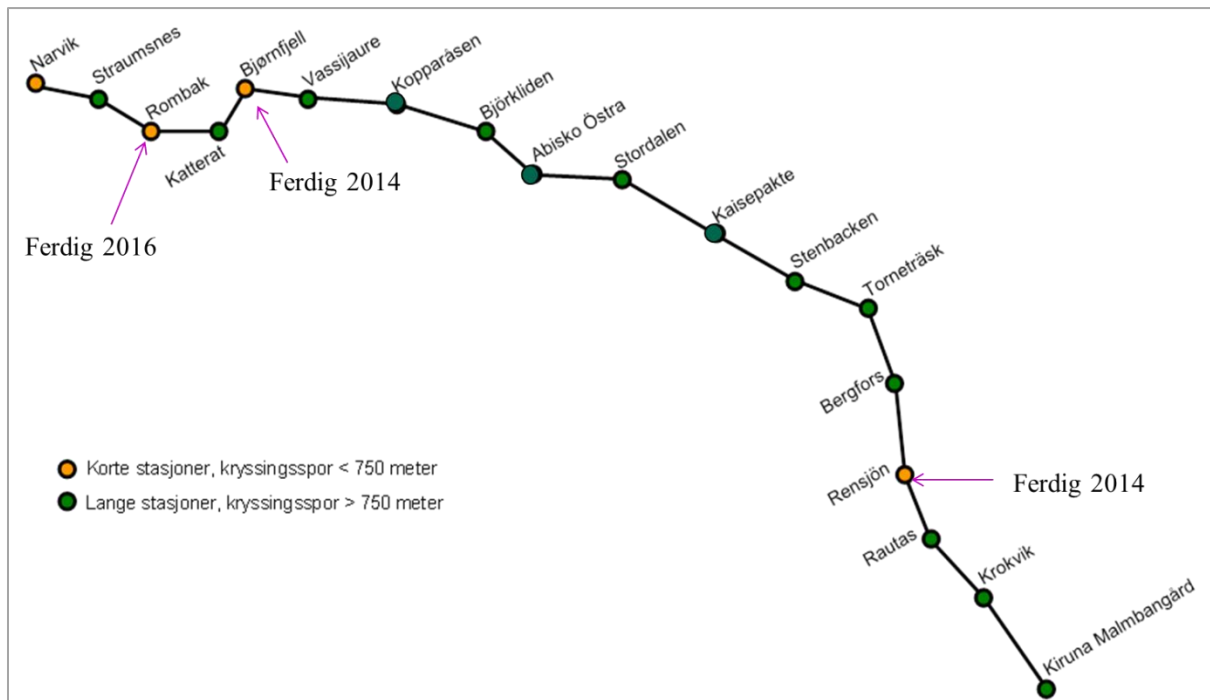 Narvik
Straumsnes
Rombak
Katterat
Bjørnfjell
Vassijaure
Kopparåsen
Björkliden
Abisko Östra
Stordalen
Kaisepakte
Stenbacken
Torneträsk
Bergfors
Rensjön
Rautas
Krokvik
Kiruna Malmbangård
Ferdig 2014
Ferdig 2016
Ferdig 2014
Korte stasjoner, kryssingsspor < 750 meter
Lange stasjoner, kryssingsspor > 750 meter